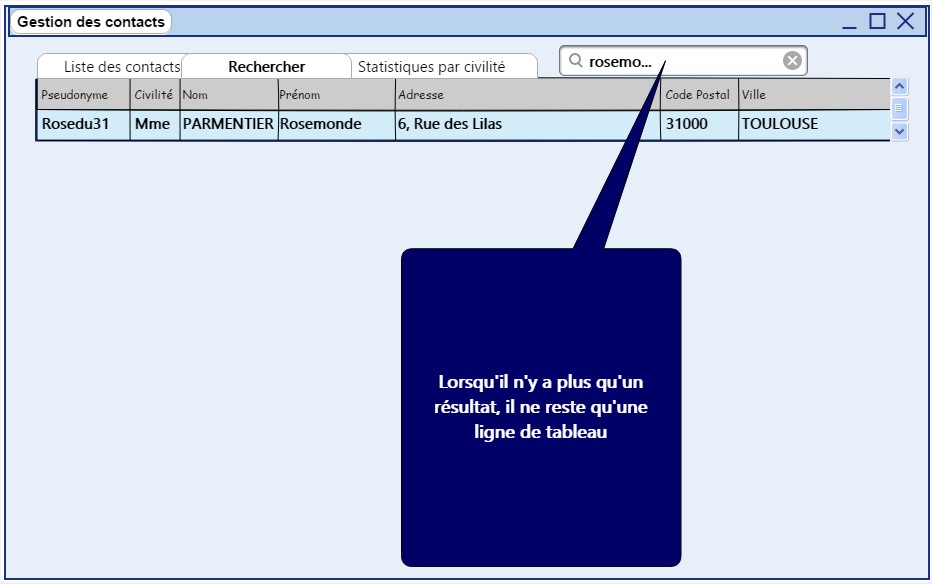 Gestion des contacts
Liste des contacts Rechercher Statistiques par civilité rosemo...
Pseudonyme Civilité Nom Prénom Adresse Code Postal Ville
Rosedu31 Mme PARMENTIER Rosemonde 6, Rue des Lilas 31000 TOULOUSE
Lorsqu'il n'y a plus qu'un
résultat, il ne reste qu'une
ligne de tableau